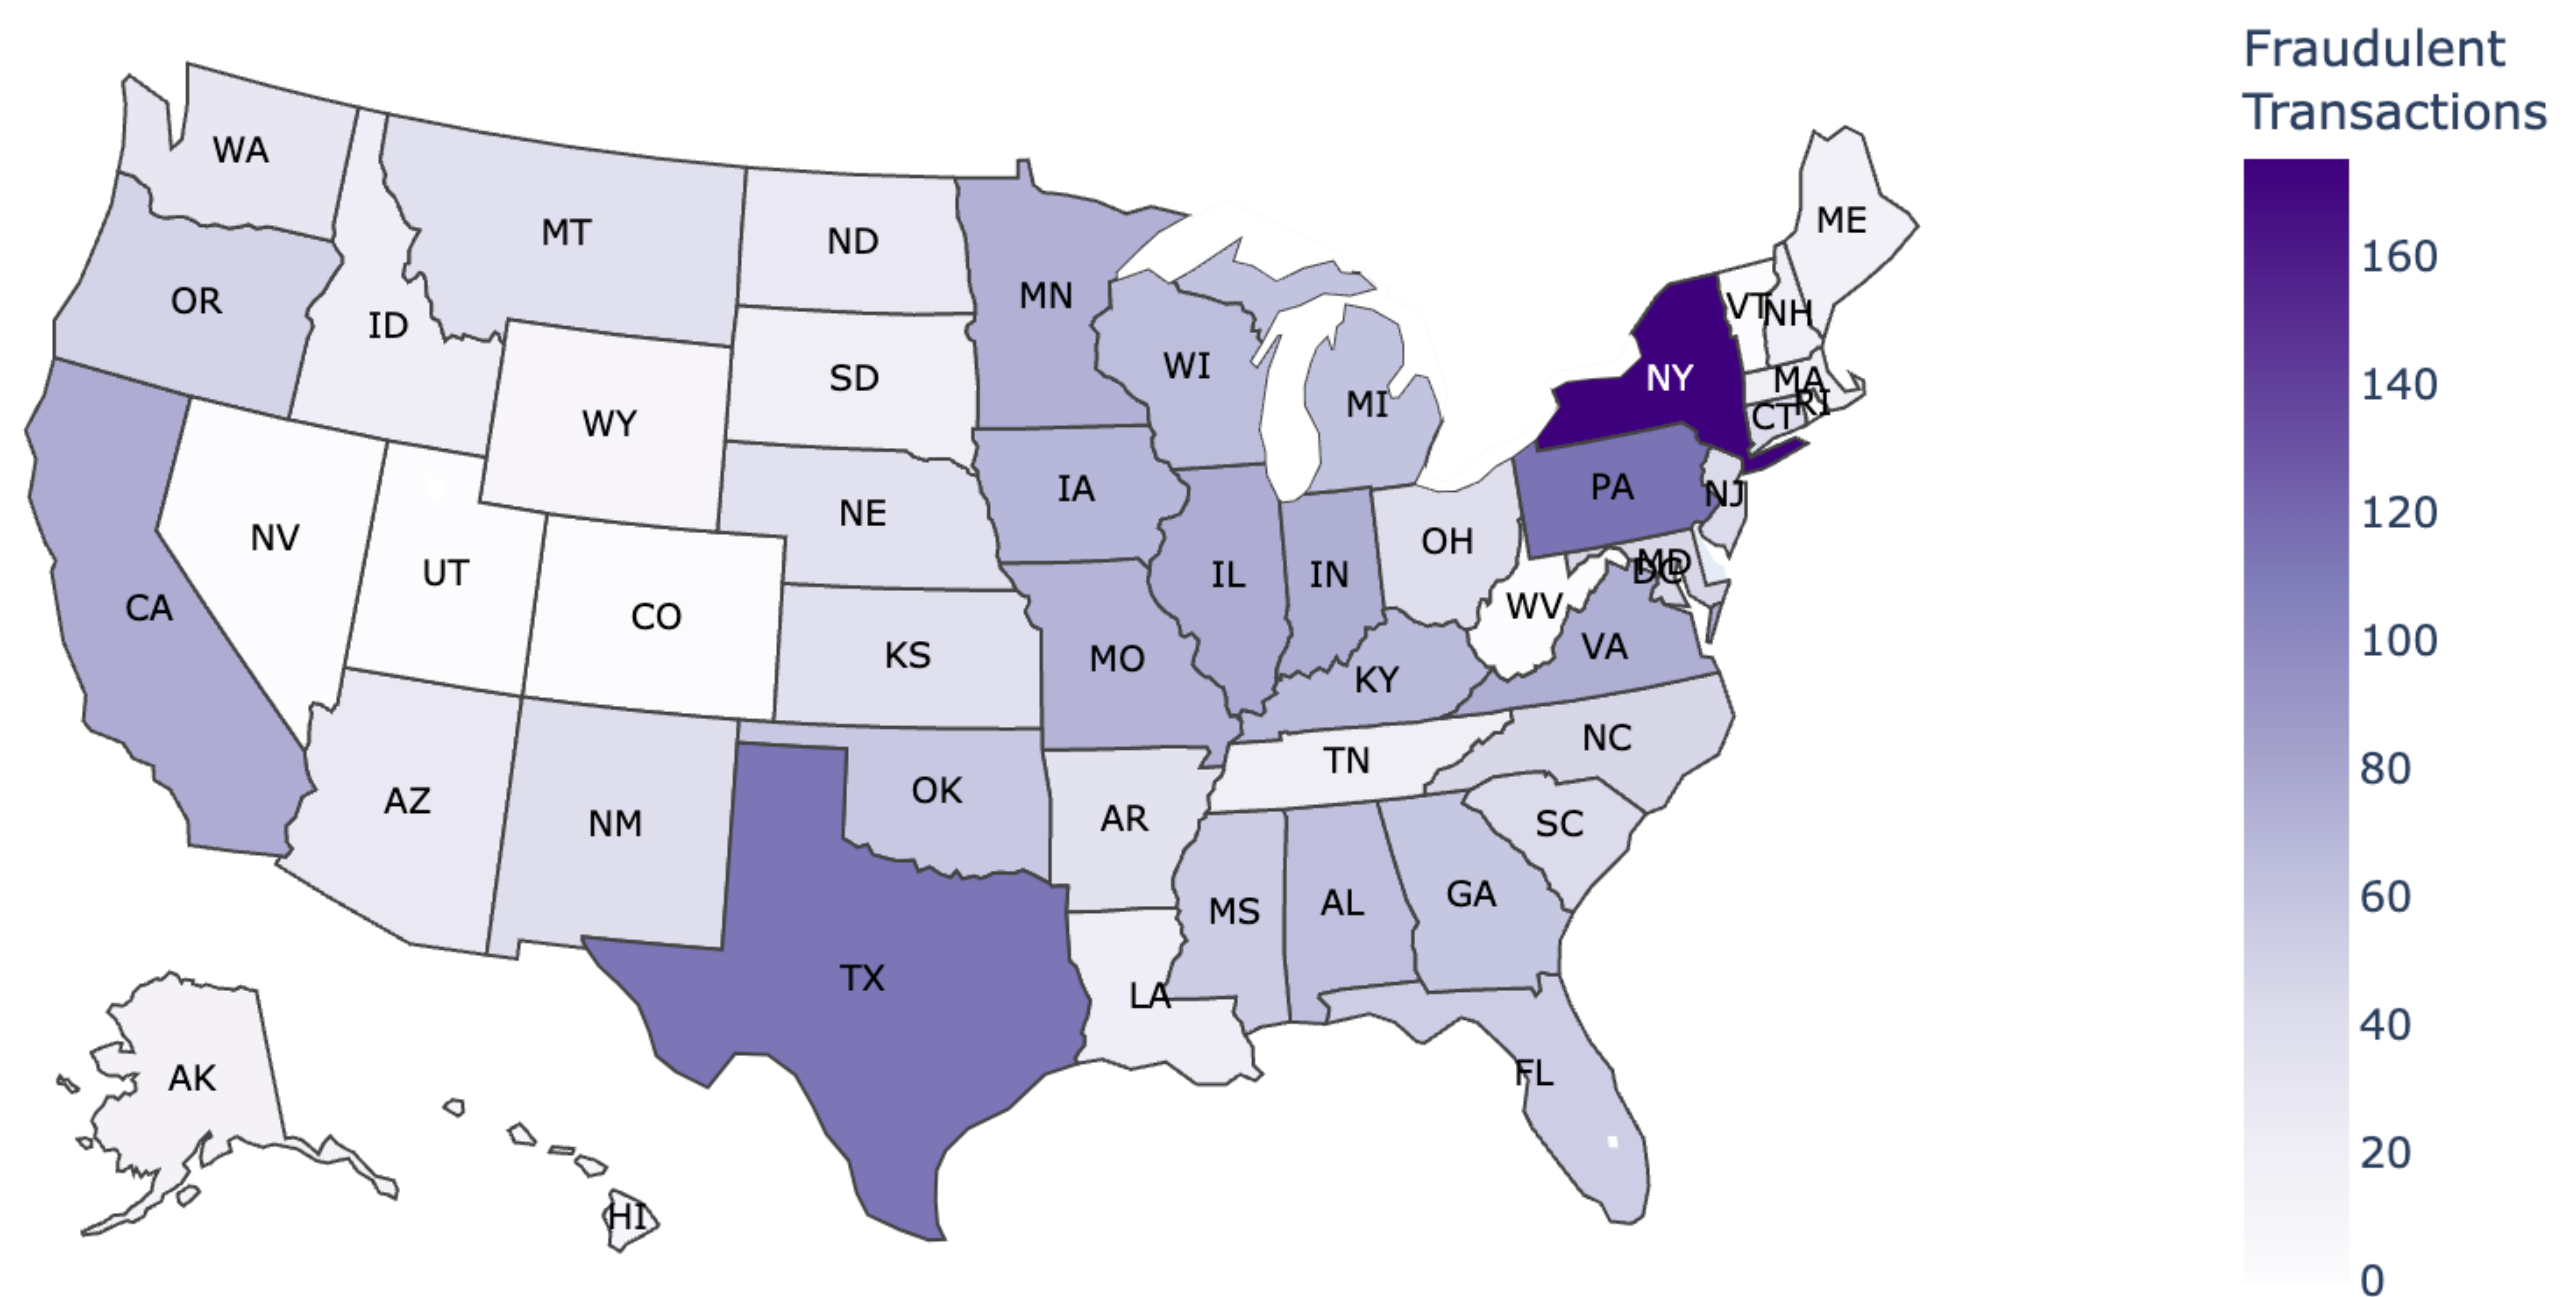 Fraudulent
Transactions
WA
MT
ND
MN
ME
OR
ID
SD
WI
VT
NH
NY
MA
MI
RI
CT
WY
NE
IA
PA
NJ
NV
UT
CO
OH
IL
IN
MD
DC
WV
CA
KS
MO
KY
VA
NC
TN
AZ
NM
OK
AR
SC
MS
AL
GA
TX
LA
FL
AK
HI
160
140
120
100
80
60
40
20
0